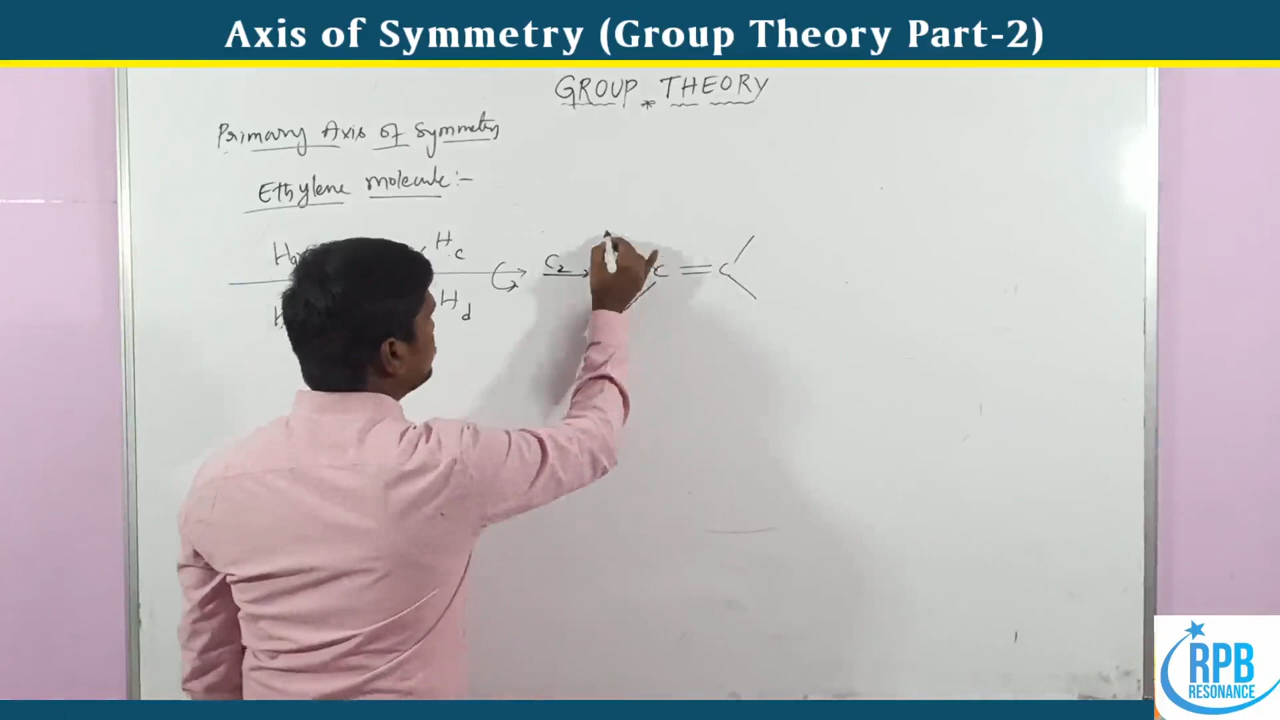 Axis of Symmetry (Group Theory Part-2)
GROUP THEORY
Primary Axis of Symmetry
Ethylene molecule:-
H c
C2
C = C
H d
RPB
RESONANCE